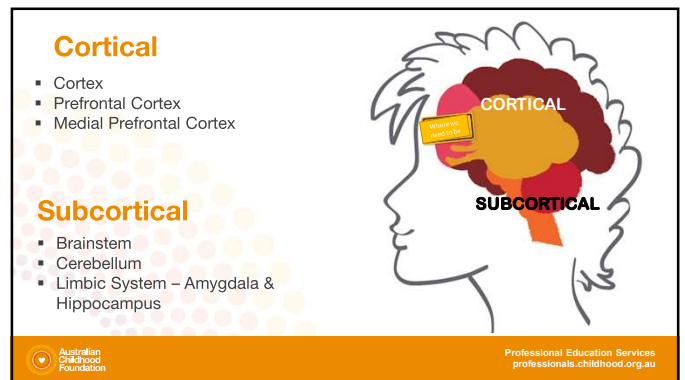 Cortical
▪ Cortex
▪ Prefrontal Cortex
▪ Medial Prefrontal Cortex
Subcortical
▪ Brainstem
▪ Cerebellum
▪ Limbic System – Amygdala &
Hippocampus
CORTICAL
Where we
need to be
SUBCORTICAL
Australian
Childhood
Foundation
Professional Education Services
professionals.childhood.org.au